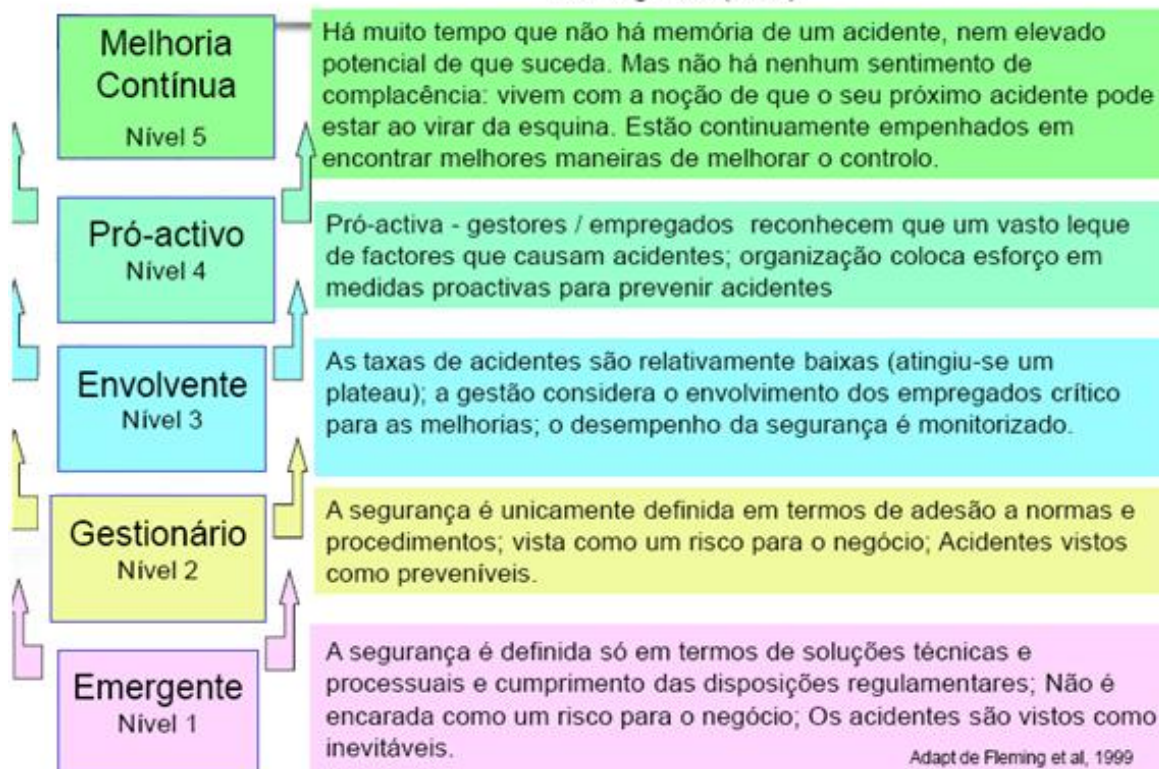 Melhoria
Contínua
Nível 5
Há muito tempo que não há memória de um acidente, nem elevado
potencial de que suceda. Mas não há nenhum sentimento de
complacência: vivem com a noção de que o seu próximo acidente pode
estar ao virar da esquina. Estão continuamente empenhados em
encontrar melhores maneiras de melhorar o controlo.
Pró-activo
Nível 4
Pró-activa - gestores / empregados reconhecem que um vasto leque
de factores que causam acidentes; organização coloca esforço em
medidas proactivas para prevenir acidentes
Envolvente
Nível 3
As taxas de acidentes são relativamente baixas (atingiu-se um
plateau); a gestão considera o envolvimento dos empregados crítico
para as melhorias; o desempenho da segurança é monitorizado.
Gestionário
Nível 2
A segurança é unicamente definida em termos de adesão a normas e
procedimentos; vista como um risco para o negócio; Acidentes vistos
como preveníveis.
Emergente
Nível 1
A segurança é definida só em termos de soluções técnicas e
processuais e cumprimento das disposições regulamentares; Não é
encarada como um risco para o negócio; Os acidentes são vistos como
inevitáveis.
Adapt de Fleming et al, 1999